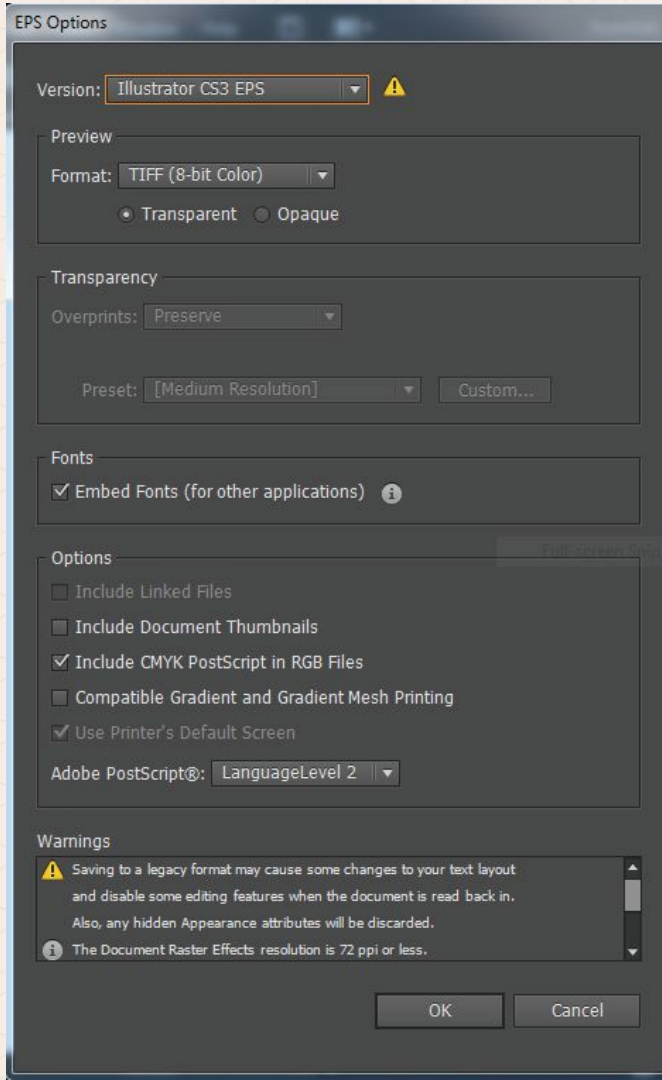 EPS Options
Version: Illustrator CS3 EPS
Preview
Format: TIFF (8-bit Color)
Transparent Opaque
Transparency
Overprints: Preserve
Preset: [Medium Resolution] Custom...
Fonts
Embed Fonts (for other applications)
Full-screen Snip
Options
Include Linked Files
Include Document Thumbnails
Include CMYK PostScript in RGB Files
Compatible Gradient and Gradient Mesh Printing
Use Printer's Default Screen
Adobe PostScript®: LanguageLevel 2
Warnings
Saving to a legacy format may cause some changes to your text layout
and disable some editing features when the document is read back in.
Also, any hidden Appearance attributes will be discarded.
The Document Raster Effects resolution is 72 ppi or less.
OK Cancel